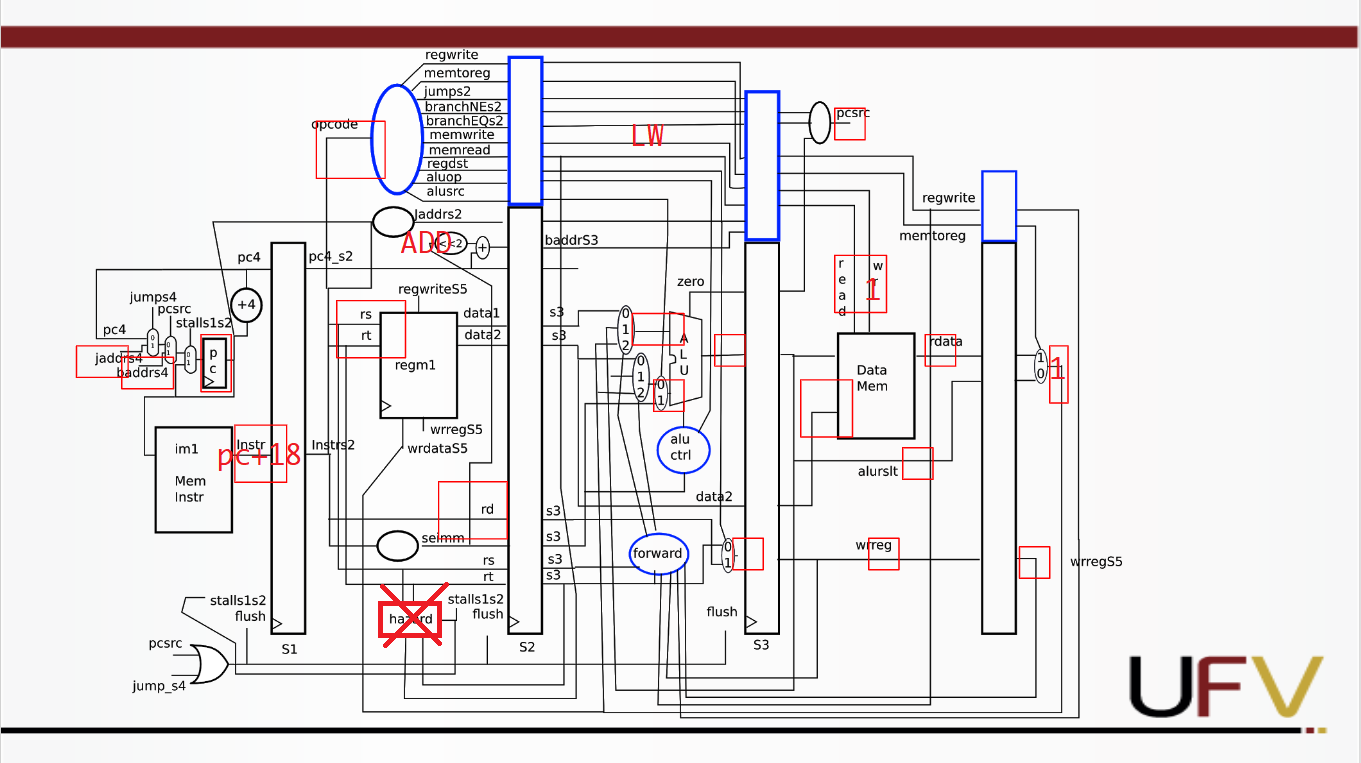 regwrite
memtoreg
jumps2
branchNEs2
branchEQs2
memwrite
memread
regdst
aluop
alusrc
opcode
LW
pcsrc
regwrite
memtoreg
Jaddrs2
ADD
<<2
+
baddrS3
pc4
pc4_s2
+4
jumps4
pcsrc
stalls1s2
pc4
jaddrs4
baddrs4
0
1
0
1
0
1
p
c
regwriteS5
rs
rt
data1
data2
regm1
wrregS5
wrdataS5
s3
s3
zero
0
1
2
0
1
2
0
1
A
L
U
alu
ctrl
r
e
a
d
w
r
1
rdata
Data
Mem
1
0
1
alurslt
im1
Mem
Instr
Instr
pc+18
Instrs2
rd
seimm
rs
rt
s3
s3
s3
s3
data2
forward
0
1
wrreg
wrregS5
hazard
stalls1s2
flush
stalls1s2
flush
flush
S1
S2
S3
pcsrc
jump_s4
UFV